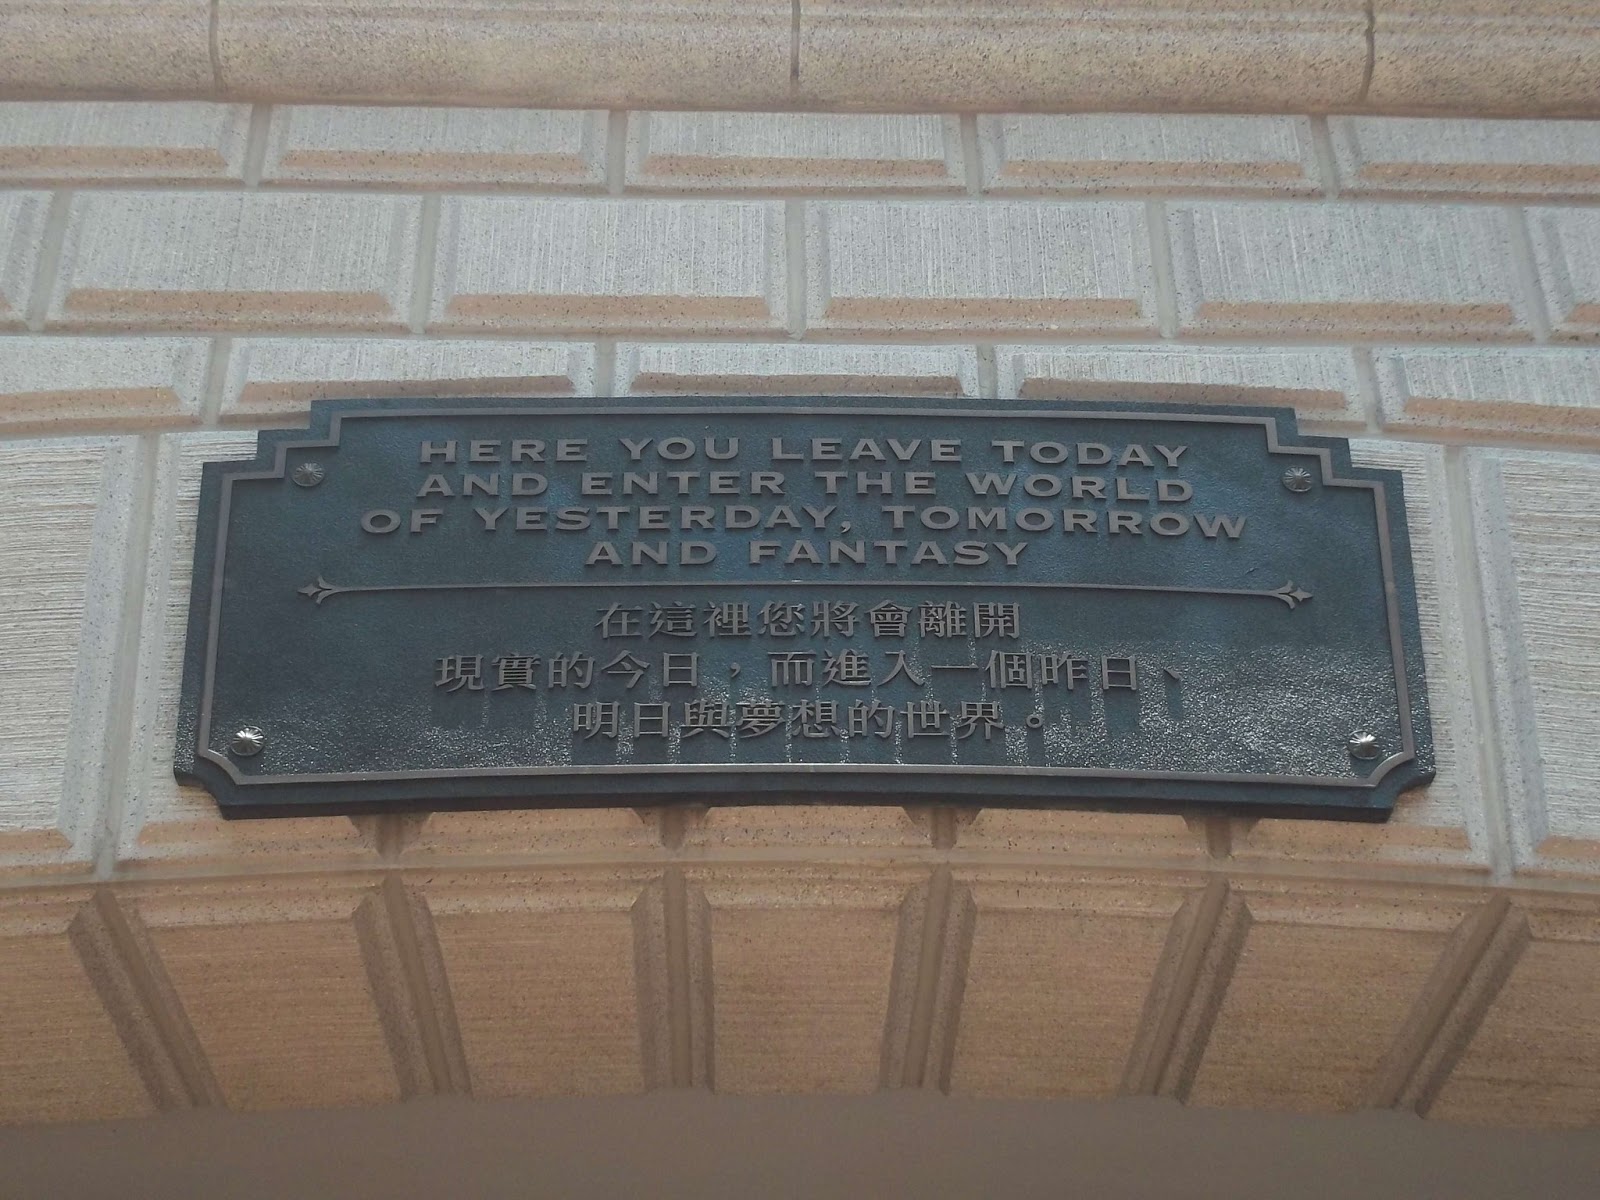 HERE YOU LEAVE TODAY
AND ENTER THE WORLD
OF YESTERDAY, TOMORROW
AND FANTASY
在這裡您將會離開
現實的今日，而進入一個昨日、
明日與夢想的世界。